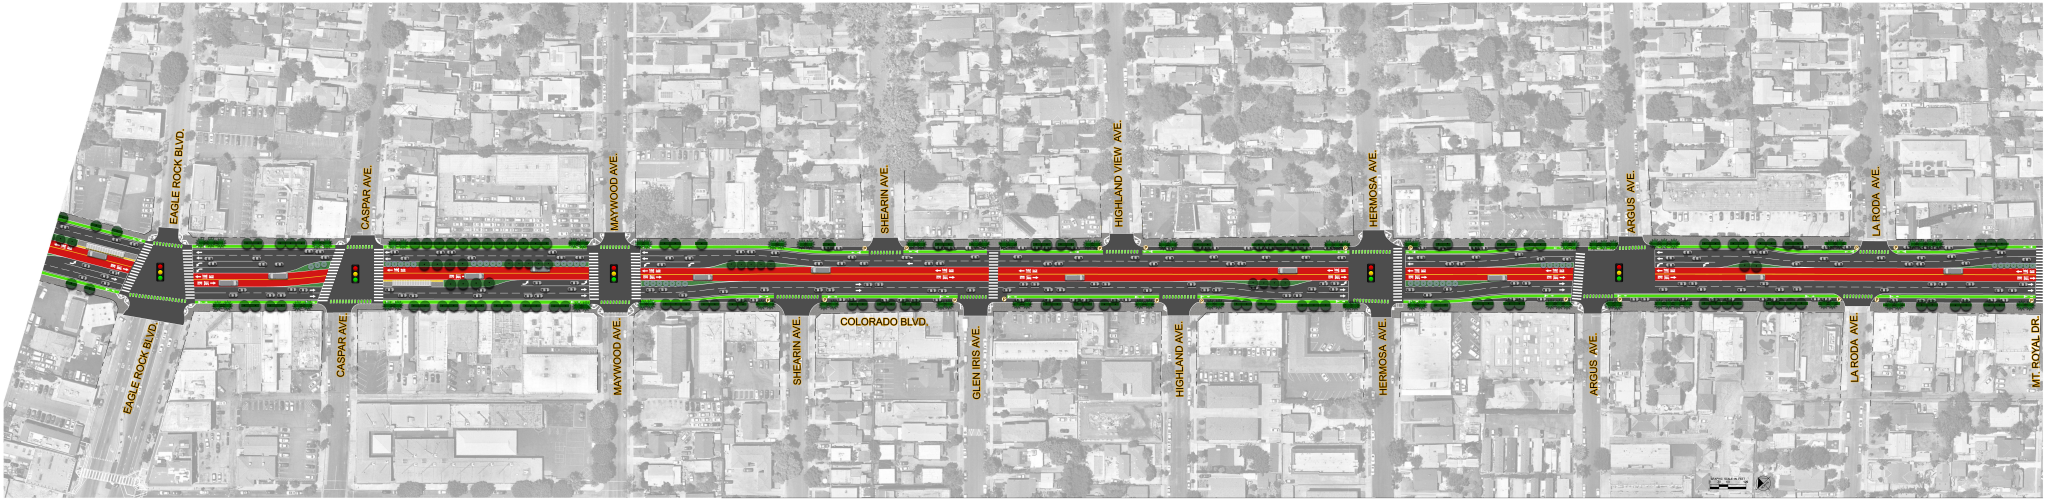 EAGLE ROCK BLVD.
CASPAR AVE.
MAYWOOD AVE.
SHEARIN AVE.
HIGHLAND VIEW AVE.
HERMOSA AVE.
ARGUS AVE.
LA RODA AVE.
EAGLE ROCK BLVD.
CASPAR AVE.
MAYWOOD AVE.
SHEARIN AVE.
COLORADO BLVD.
GLEN IRIS AVE.
HIGHLAND AVE.
HERMOSA AVE.
ARGUS AVE.
LA RODA AVE.
MT. ROYAL DR.